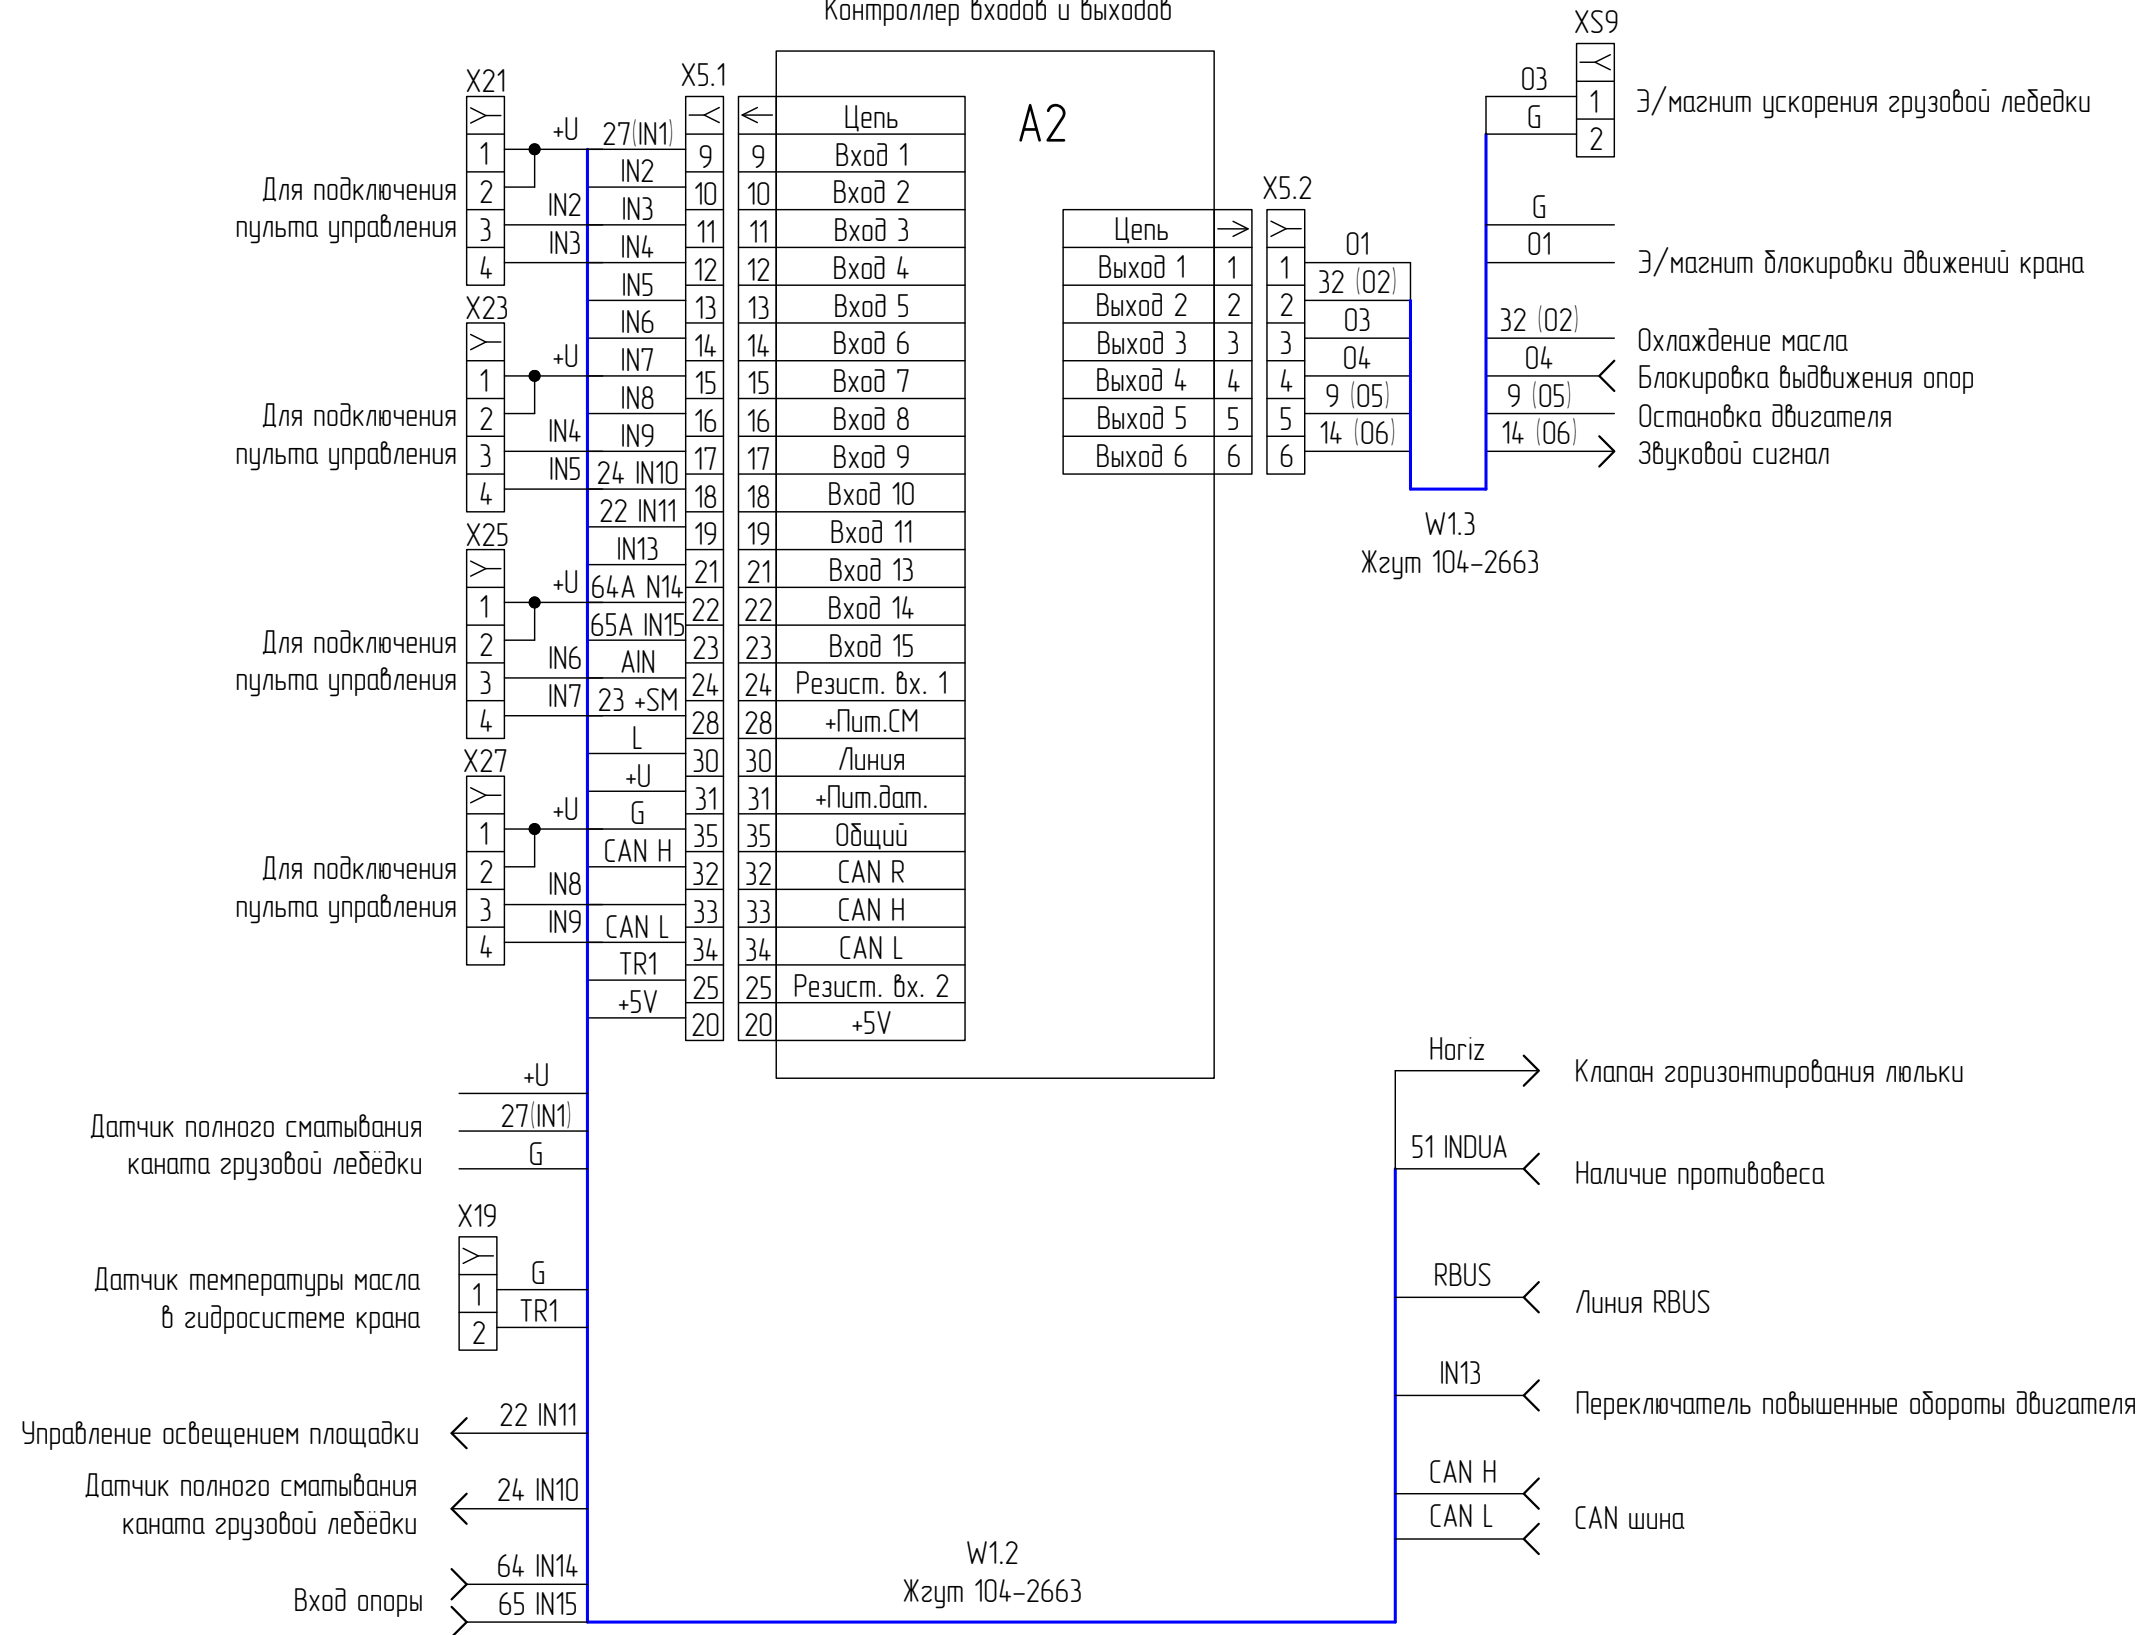 Контроллер входов и выходов
A2
X21
1
2
3
4
Для подключения
пульта управления
+U
IN2
IN3
X23
1
2
3
4
Для подключения
пульта управления
+U
IN4
IN5
X25
1
2
3
4
Для подключения
пульта управления
+U
IN6
IN7
X27
1
2
3
4
Для подключения
пульта управления
+U
IN8
IN9
X5.1
Цепь
27(IN1) 9 9 Вход 1
IN2 10 10 Вход 2
IN3 11 11 Вход 3
IN4 12 12 Вход 4
IN5 13 13 Вход 5
IN6 14 14 Вход 6
IN7 15 15 Вход 7
IN8 16 16 Вход 8
IN9 17 17 Вход 9
24 IN10 18 18 Вход 10
22 IN11 19 19 Вход 11
IN13 21 21 Вход 13
64A N14 22 22 Вход 14
65A IN15 23 23 Вход 15
AIN 24 24 Резист. вх. 1
23 +SM 28 28 +Пит.СМ
L 30 30 Линия
+U 31 31 +Пит.дат.
G 35 35 Общий
CAN H 32 32 CAN R
33 33 CAN H
CAN L 34 34 CAN L
TR1 25 25 Резист. вх. 2
+5V 20 20 +5V
X5.2
Цепь
Выход 1 1 1 O1
Выход 2 2 2 32 (O2)
Выход 3 3 3 O3
Выход 4 4 4 O4
Выход 5 5 5 9 (O5)
Выход 6 6 6 14 (O6)
W1.3
Жгут 104-2663
XS9
O3 1
G 2
Э/магнит ускорения грузовой лебедки
G
O1
Э/магнит блокировки движений крана
32 (O2) Охлаждение масла
O4 Блокировка выдвижения опор
9 (O5) Остановка двигателя
14 (O6) Звуковой сигнал
+U
27(IN1)
G
Датчик полного сматывания
каната грузовой лебёдки
X19
1 G
2 TR1
Датчик температуры масла
в гидросистеме крана
Управление освещением площадки 22 IN11
Датчик полного сматывания
каната грузовой лебёдки
24 IN10
64 IN14
Вход опоры
65 IN15
W1.2
Жгут 104-2663
Horiz Клапан горизонтирования люльки
51 INDUA Наличие противовеса
RBUS Линия RBUS
IN13 Переключатель повышенные обороты двигателя
CAN H
CAN L
CAN шина